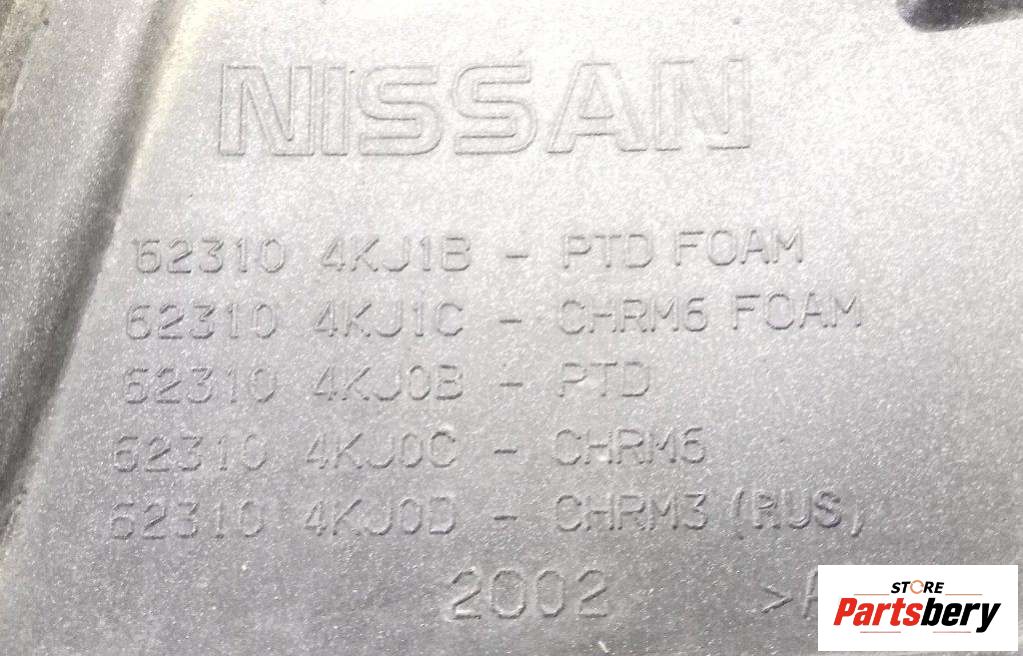 NISSAN
62310 4KJ1B - PTD FOAM
62310 4KJ1C - CHRM6 FOAM
62310 4KJ0B - PTD
62310 4KJ0C - CHRM6
62310 4KJ0D - CHRM3 (RUS)
2002 >
STORE
Partsbery